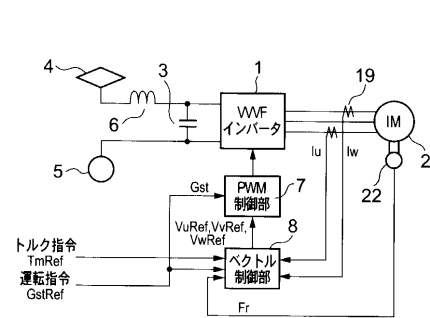 4
3
1
19
VVVF
インバータ
IM
6
5
Iu
Iw
2
22
Gst
PWM
制御部
7
VuRef,VvRef,
VwRef
8
トルク指令
TmRef
ベクトル
制御部
運転指令
GstRef
Fr